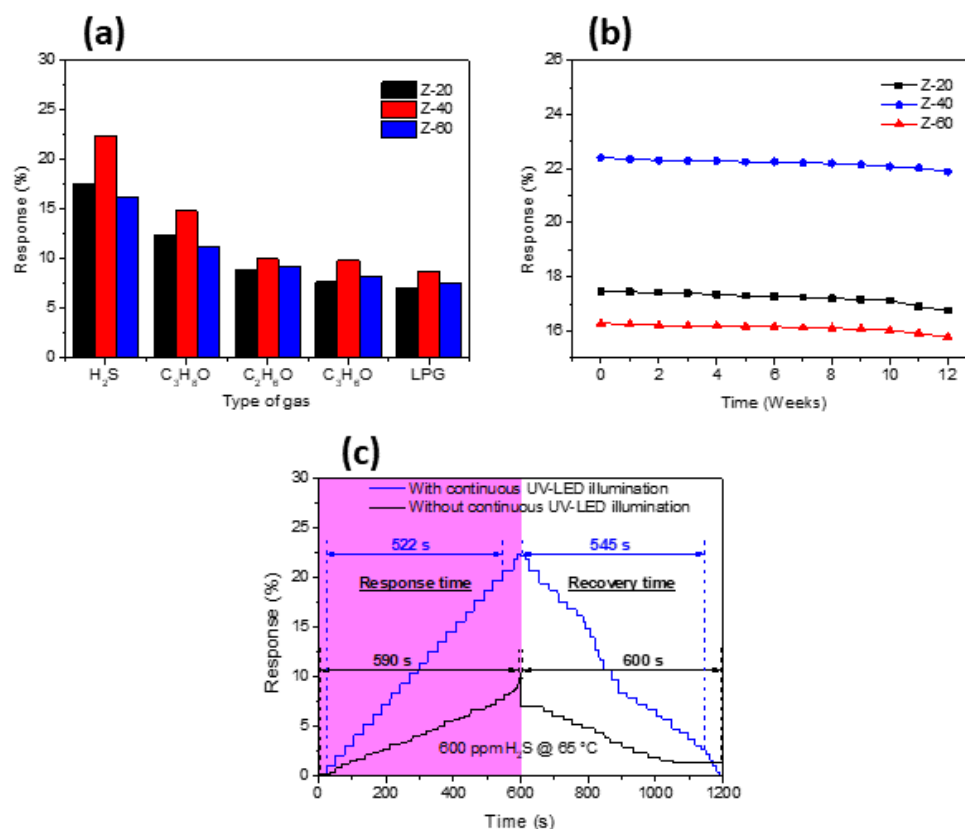 (a)
30
25
20
15
10
5
0
Response (%)
Z-20
Z-40
Z-60
H₂S C₃H₈O C₂H₆O C₃H₆O LPG
Type of gas
(b)
26
24
22
20
18
16
Response (%)
Z-20
Z-40
Z-60
0 2 4 6 8 10 12
Time (Weeks)
(c)
30
25
20
15
10
5
0
Response (%)
With continuous UV-LED illumination
Without continuous UV-LED illumination
522 s 545 s
Response time Recovery time
590 s 600 s
600 ppm H₂S @ 65 °C
0 200 400 600 800 1000 1200
Time (s)